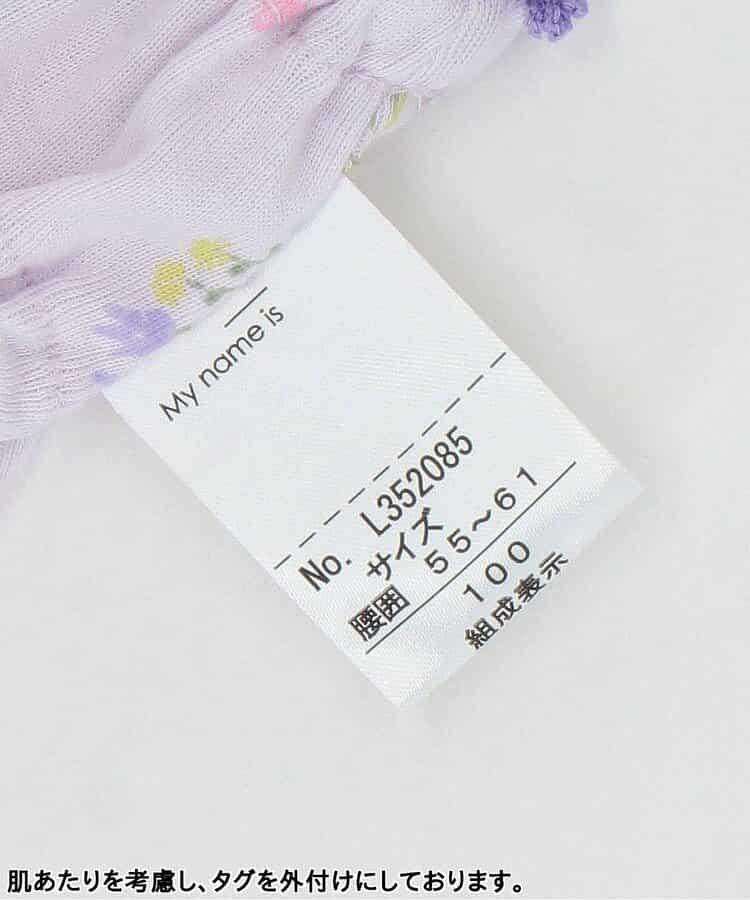 My name is
No. L352085
サイズ
腰囲 55~61
100
組成表示
肌あたりを考慮し、タグを外付けにしております。